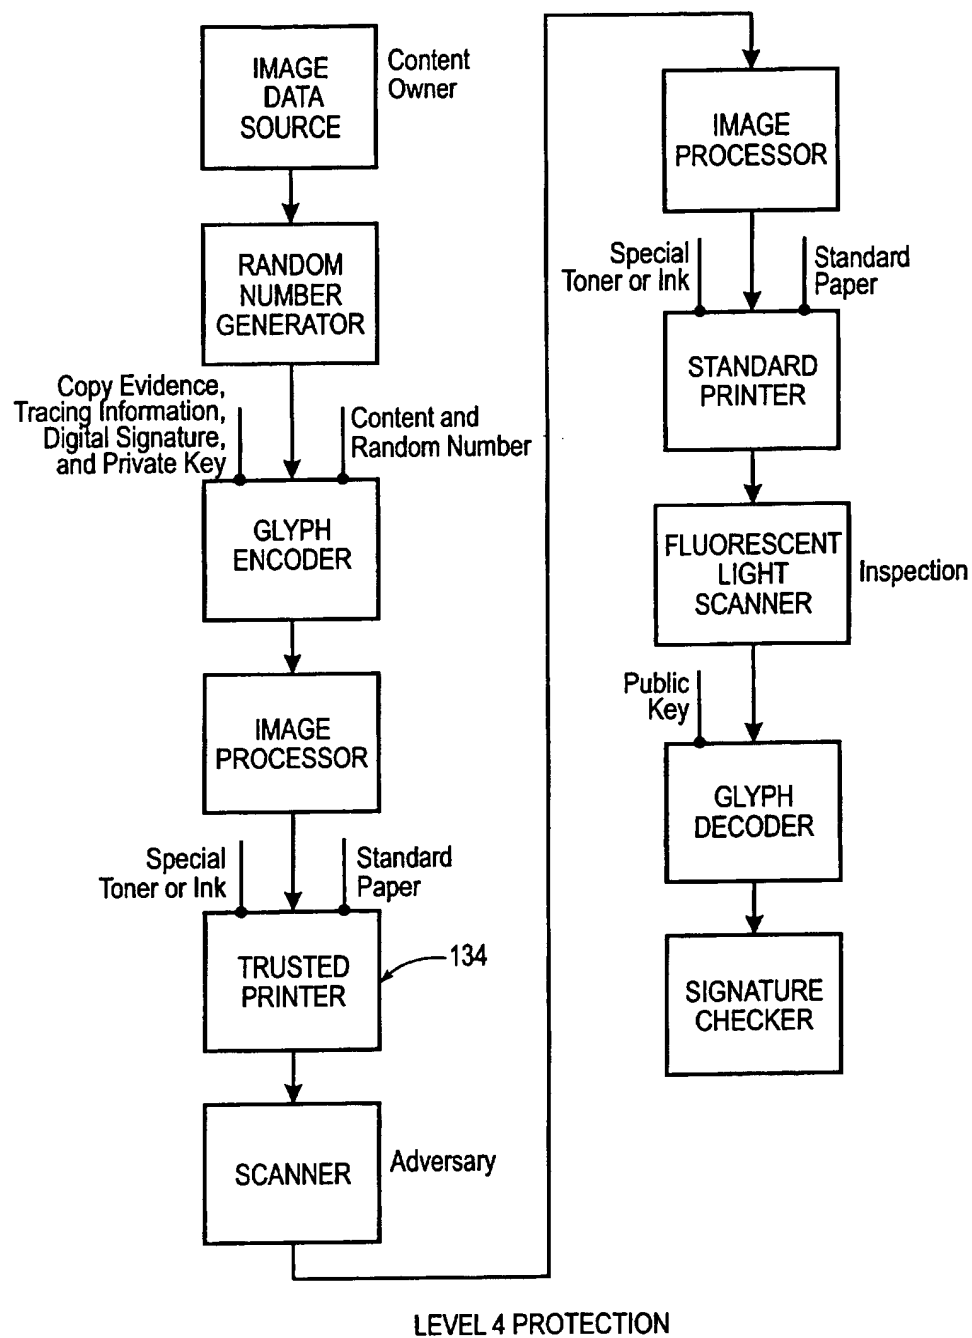 IMAGE
DATA
SOURCE
Content
Owner
RANDOM
NUMBER
GENERATOR
Copy Evidence,
Tracing Information,
Digital Signature,
and Private Key
Content and
Random Number
GLYPH
ENCODER
IMAGE
PROCESSOR
Special
Toner or Ink
Standard
Paper
TRUSTED
PRINTER
134
SCANNER
Adversary
IMAGE
PROCESSOR
Special
Toner or Ink
Standard
Paper
STANDARD
PRINTER
FLUORESCENT
LIGHT
SCANNER
Inspection
Public
Key
GLYPH
DECODER
SIGNATURE
CHECKER
LEVEL 4 PROTECTION